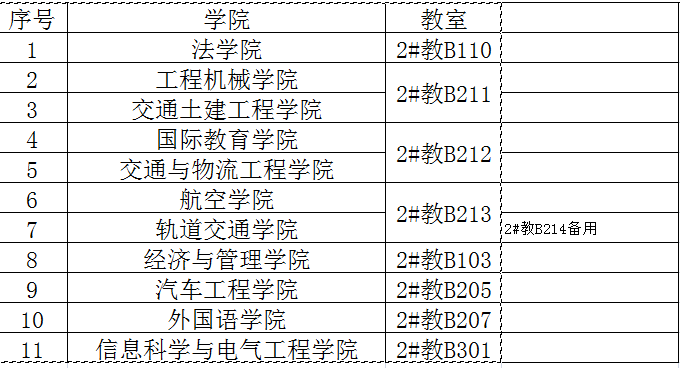 序号 学院 教室
1 法学院 2#教B110
2 工程机械学院 2#教B211
3 交通土建工程学院
4 国际教育学院 2#教B212
5 交通与物流工程学院
6 航空学院 2#教B213
7 轨道交通学院 2#教B214备用
8 经济与管理学院 2#教B103
9 汽车工程学院 2#教B205
10 外国语学院 2#教B207
11 信息科学与电气工程学院 2#教B301